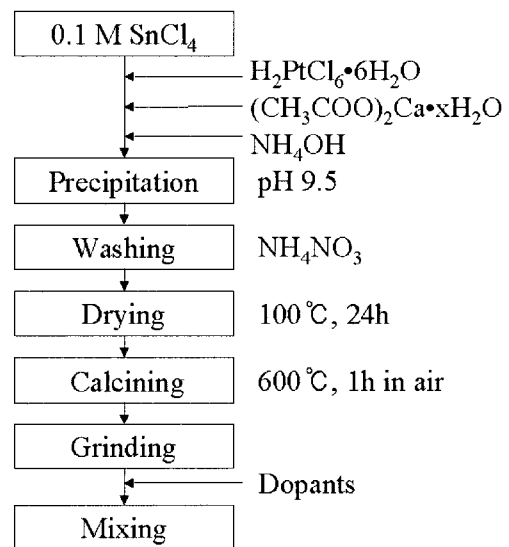 0.1 M SnCl₄
H₂PtCl₆•6H₂O
(CH₃COO)₂Ca•xH₂O
NH₄OH
Precipitation pH 9.5
Washing NH₄NO₃
Drying 100℃, 24h
Calcining 600℃, 1h in air
Grinding
Dopants
Mixing